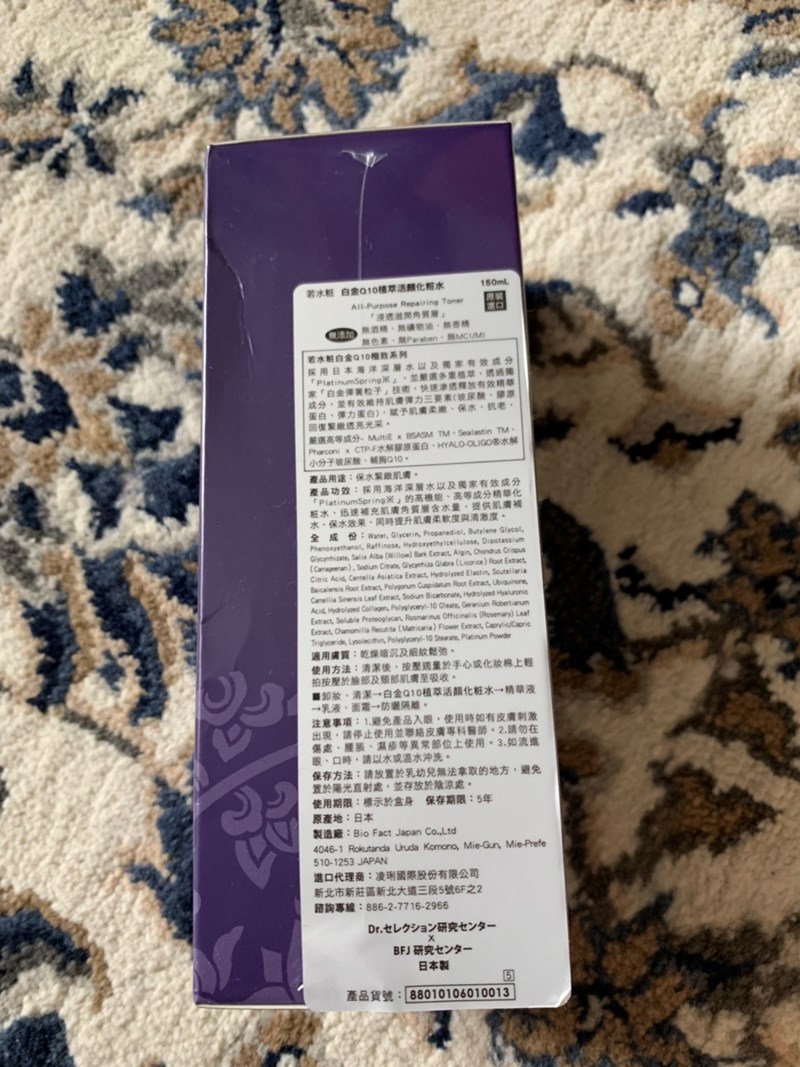 若水粧 白金Q10植萃活顏化粧水 150mL
All-Purpose Repairing Toner
原裝
進口
「浸透滋潤角質層」
無添加
無酒精、無礦物油、無香精
無色素、無Paraben、無MCI/MI
若水粧白金Q10極致系列
採用日本海洋深層水以及獨家有效成分
「PlatinumSpring※」，並嚴選多重植萃，透過獨
家「白金彈簧粒子」技術，快速滲透釋放有效精華
成分，並有效維持肌膚彈力三要素(玻尿酸、膠原
蛋白、彈力蛋白)，賦予肌膚柔嫩、保水、抗老，
回復緊緻透亮光采。
嚴選高等成分- MultiE x BSASM TM、Sealastin TM、
Pharconi x CTP-F水解膠原蛋白、HYALO-OLIGO®水解
小分子玻尿酸、輔酶Q10。
產品用途：保水緊緻肌膚。
產品功效：採用海洋深層水以及獨家有效成分
「PlatinumSpring※」的高機能、高等成分精華化
粧水，迅速補充肌膚角質層含水量，提供肌膚補
水、保水效果，同時提升肌膚柔軟度與清澈度。
全成份：Water, Glycerin, Propanediol, Butylene Glycol,
Phenoxyethanol, Raffinose, Hydroxyethylcellulose, Dipotassium
Glycyrrhizate, Salix Alba (Willow) Bark Extract, Algin, Chondrus Crispus
(Carrageenan), Sodium Citrate, Glycyrrhiza Glabra (Licorice) Root Extract,
Citric Acid, Centella Asiatica Extract, Hydrolyzed Elastin, Scutellaria
Baicalensis Root Extract, Polygonum Cuspidatum Root Extract, Ubiquinone,
Camellia Sinensis Leaf Extract, Sodium Bicarbonate, Hydrolyzed Hyaluronic
Acid, Hydrolyzed Collagen, Polyglyceryl-10 Oleate, Geranium Robertianum
Extract, Soluble Proteoglycan, Rosmarinus Officinalis (Rosemary) Leaf
Extract, Chamomilla Recutita (Matricaria) Flower Extract, Caprylic/Capric
Triglyceride, Lysolecithin, Polyglyceryl-10 Stearate, Platinum Powder
適用膚質：乾燥暗沉及細紋鬆弛。
使用方法：清潔後，按壓適量於手心或化妝棉上輕
拍按壓於臉部及頸部肌膚至吸收。
■卸妝、清潔→白金Q10植萃活顏化粧水→精華液
→乳液、面霜→防曬隔離。
注意事項：1.避免產品入眼，使用時如有皮膚刺激
出現，請停止使用並聯絡皮膚專科醫師。2.請勿在
傷處、腫脹、濕疹等異常部位上使用。3.如流進
眼、口時，請以水或溫水沖洗。
保存方法：請放置於乳幼兒無法拿取的地方，避免
置於陽光直射處，並存放於陰涼處。
使用期限：標示於盒身 保存期限：5年
原產地：日本
製造廠：Bio Fact Japan Co.,Ltd
4046-1 Rokutanda Uruda Komono, Mie-Gun, Mie-Prefe
510-1253 JAPAN
進口代理商：凌琍國際股份有限公司
新北市新莊區新北大道三段5號6F之2
諮詢專線：886-2-7716-2966
Dr.セレクション研究センター
X
BFJ 研究センター
日本製
5
產品貨號：88010106010013